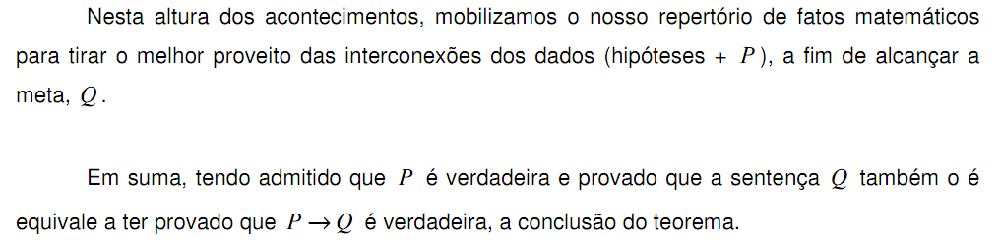 Nesta altura dos acontecimentos, mobilizamos o nosso repertório de fatos matemáticos
para tirar o melhor proveito das interconexões dos dados (hipóteses + P), a fim de alcançar a
meta, Q.
Em suma, tendo admitido que P é verdadeira e provado que a sentença Q também o é
equivale a ter provado que P → Q é verdadeira, a conclusão do teorema.